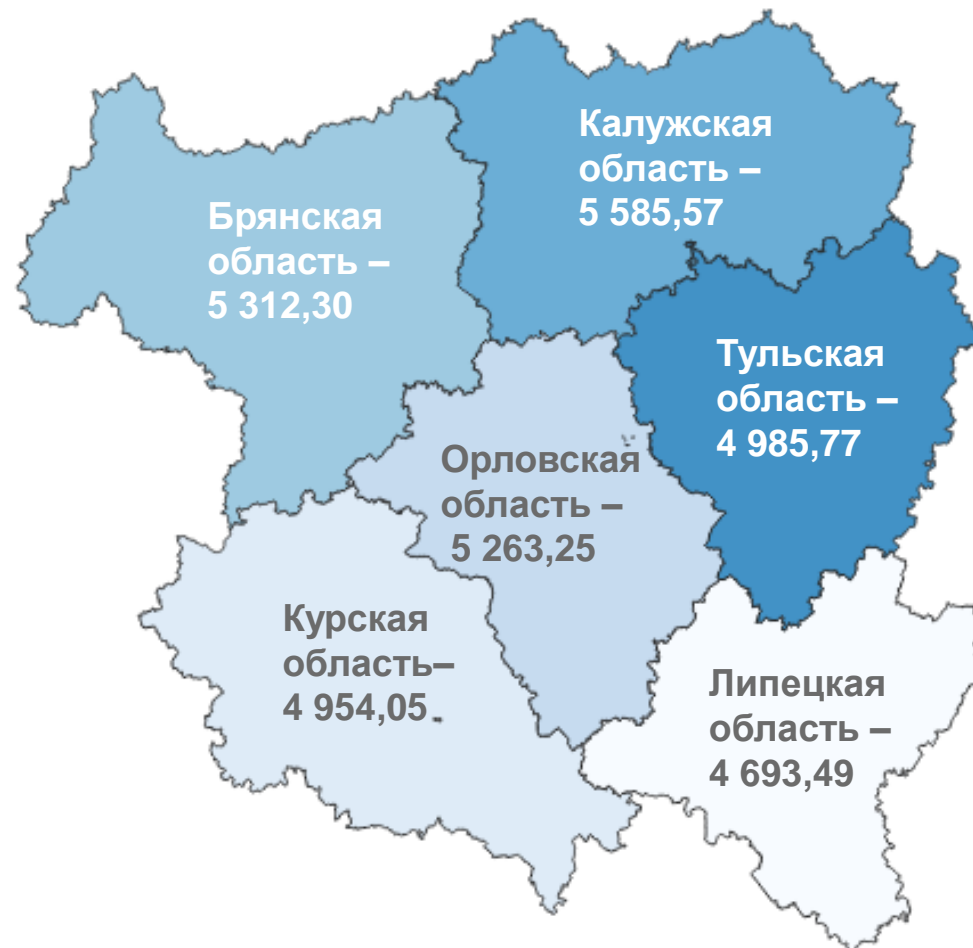 Калужская
область –
5 585,57
Брянская
область –
5 312,30
Тульская
область –
4 985,77
Орловская
область –
5 263,25
Курская
область–
4 954,05
Липецкая
область –
4 693,49